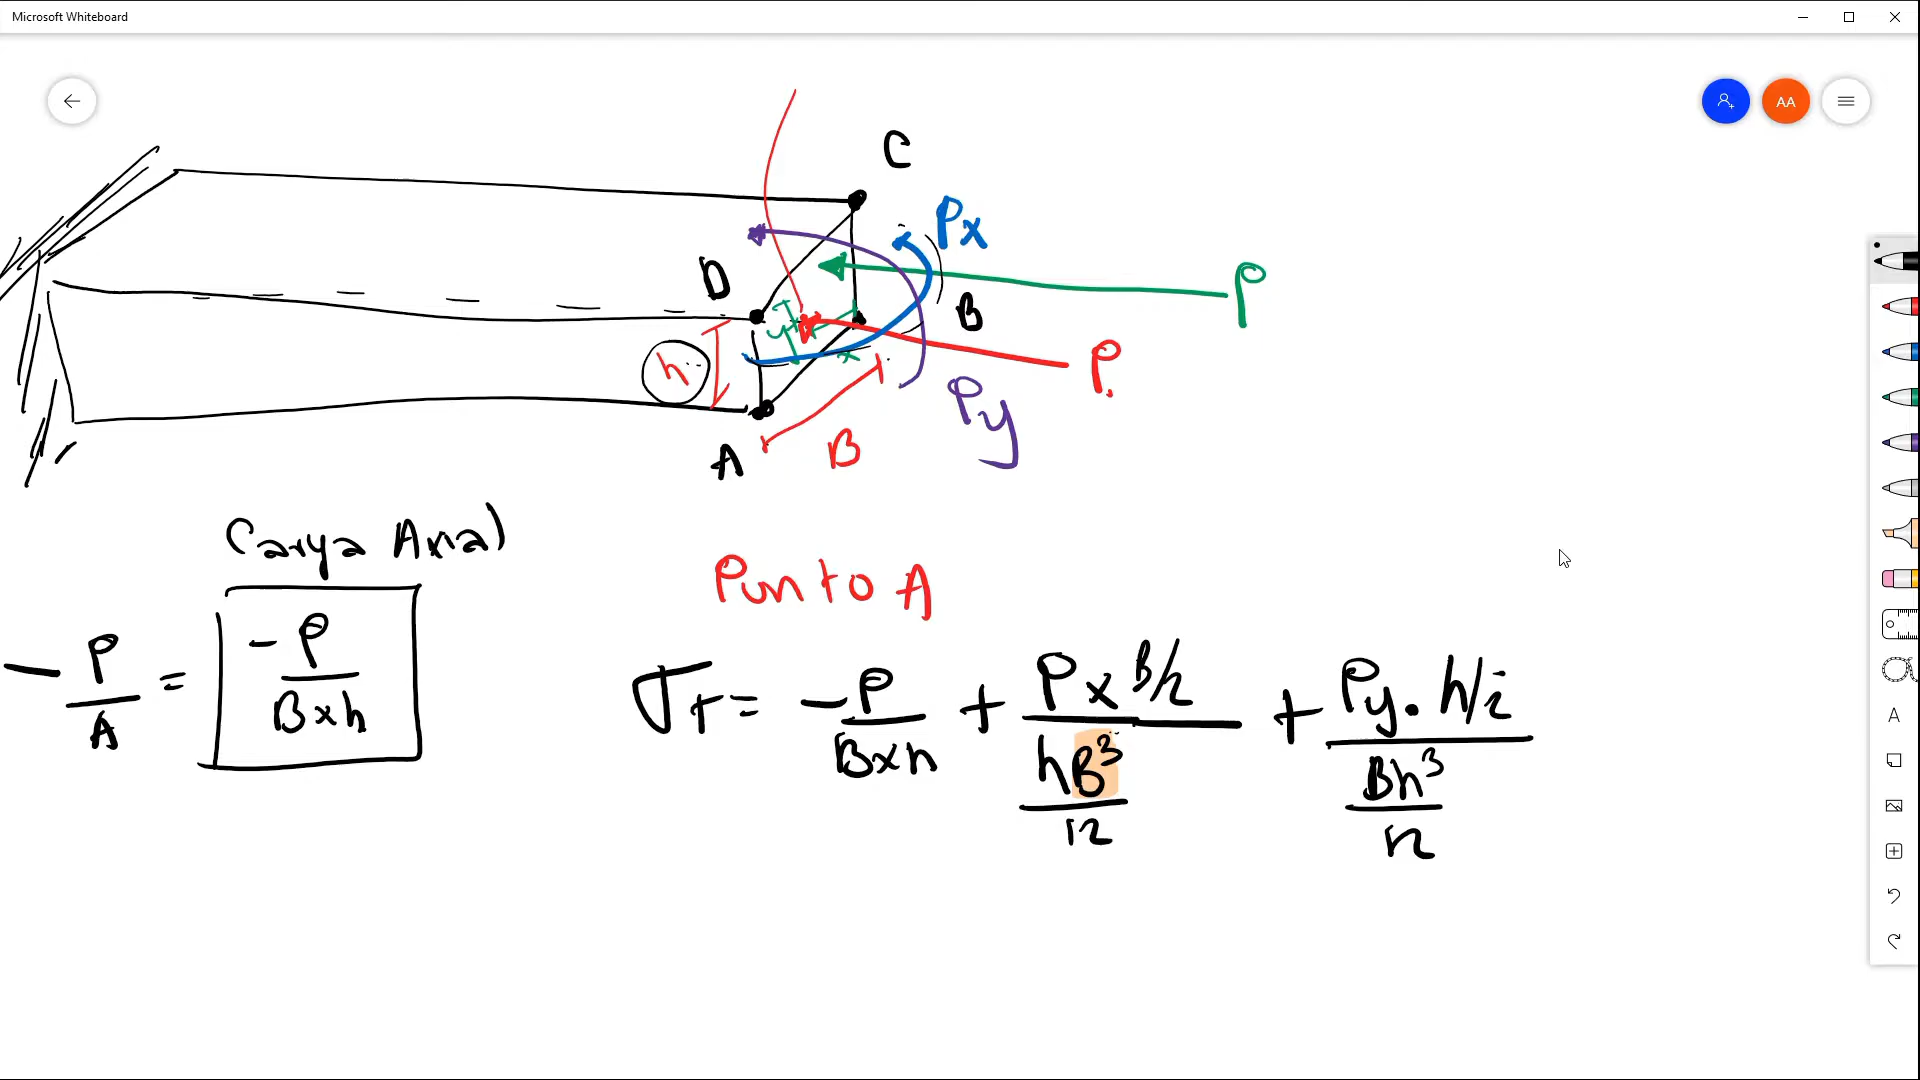 Microsoft Whiteboard
AA
C
Px
D
P
B
y
x
h
P.
Py
B
A
Carga Axial
Punto A
- P/A = -P/(Bxh)
σT = -P/(Bxh) + (Px B/2)/(hB³/12) + (Py · h/2)/(Bh³/12)
A